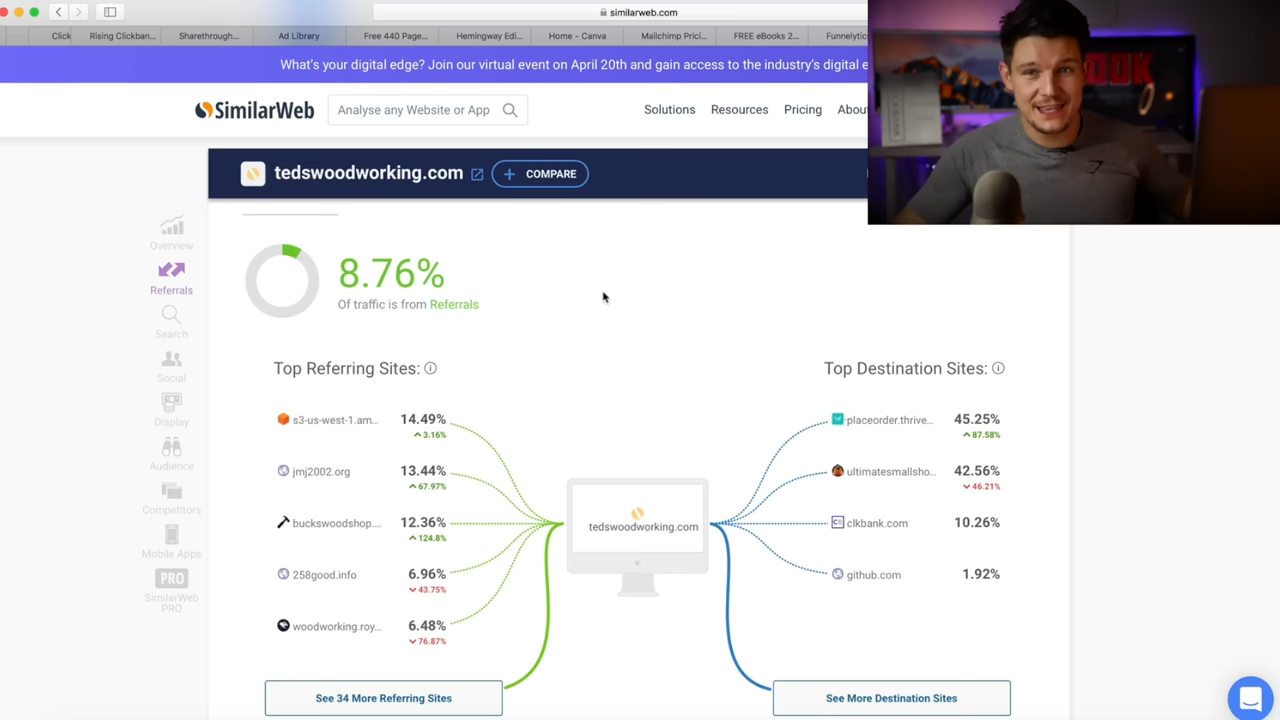 similarweb.com
Click
Rising Clickban...
Sharethrough...
Ad Library
Free 440 Page...
Hemingway Edi...
Home - Canva
Mailchimp Prici...
FREE eBooks 2...
Funnelytic
What's your digital edge? Join our virtual event on April 20th and gain access to the industry's digital e
SimilarWeb
Analyse any Website or App
Solutions
Resources
Pricing
Abou
tedswoodworking.com
+ COMPARE
Overview
Referrals
Search
Social
Display
Audience
Competitors
Mobile Apps
PRO
SimilarWeb
PRO
8.76%
Of traffic is from Referrals
Top Referring Sites:
s3-us-west-1.am... 14.49%
3.16%
jmj2002.org 13.44%
67.97%
buckswoodshop.... 12.36%
124.8%
258good.info 6.96%
43.75%
woodworking.roy... 6.48%
76.87%
See 34 More Referring Sites
tedswoodworking.com
Top Destination Sites:
placeorder.thrive... 45.25%
87.58%
ultimatesmallsho... 42.56%
46.21%
clkbank.com 10.26%
github.com 1.92%
See More Destination Sites